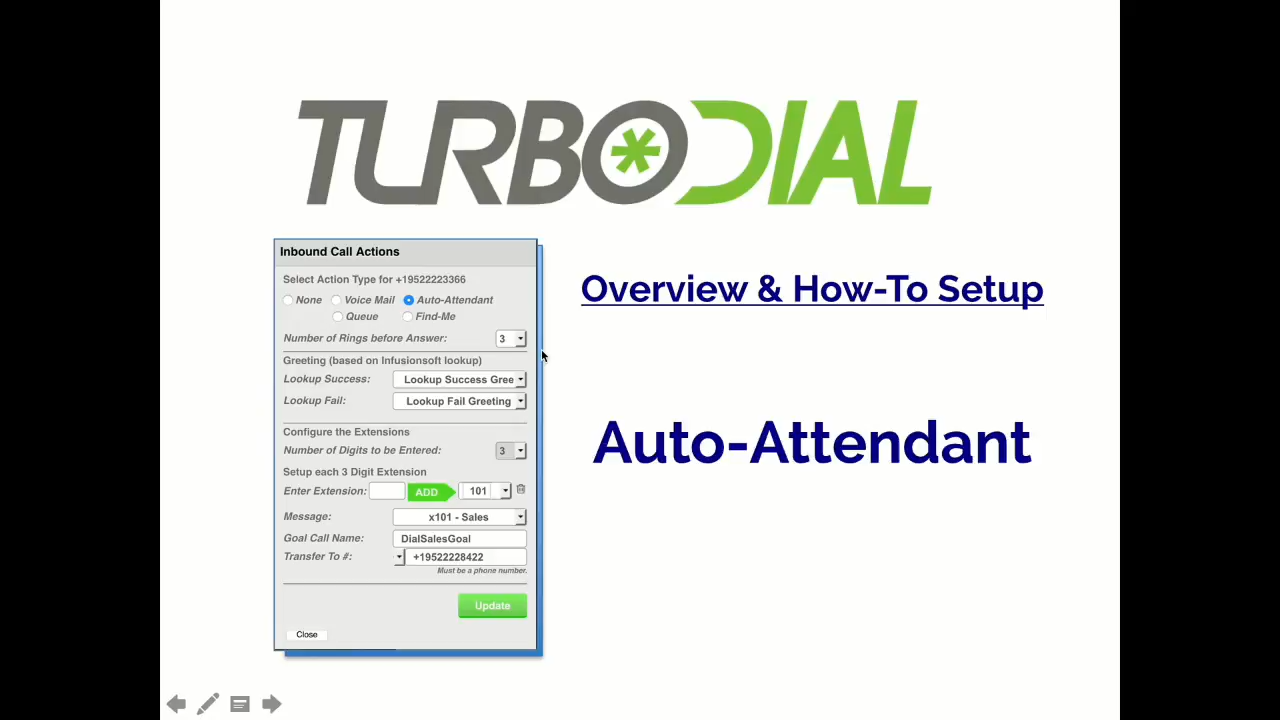 TURBODIAL
Inbound Call Actions
Select Action Type for +19522223366
None Voice Mail Auto-Attendant
Queue Find-Me
Number of Rings before Answer: 3
Greeting (based on Infusionsoft lookup)
Lookup Success: Lookup Success Gree
Lookup Fail: Lookup Fail Greeting
Configure the Extensions
Number of Digits to be Entered: 3
Setup each 3 Digit Extension
Enter Extension: ADD 101
Message: x101 - Sales
Goal Call Name: DialSalesGoal
Transfer To #: +19522228422
Must be a phone number.
Update
Close
Overview & How-To Setup
Auto-Attendant